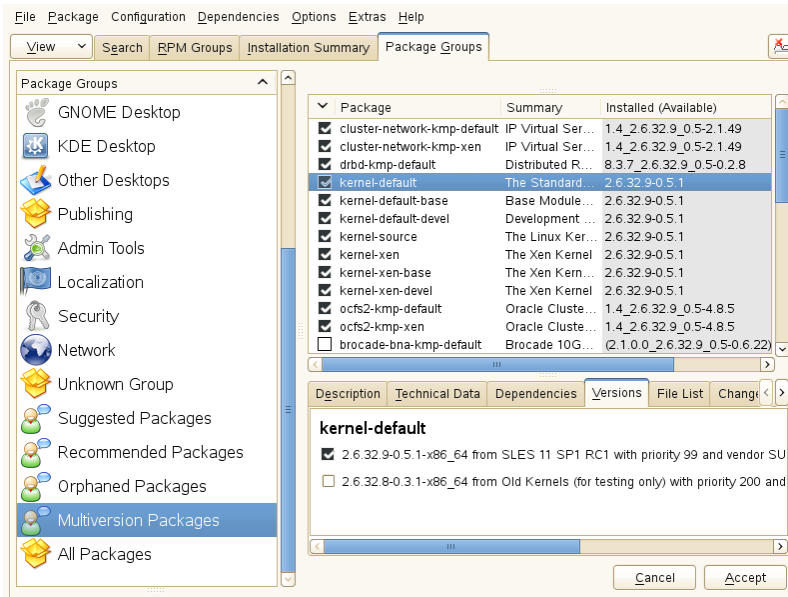 File Package Configuration Dependencies Options Extras Help
View Search RPM Groups Installation Summary Package Groups
Package Groups
GNOME Desktop
KDE Desktop
Other Desktops
Publishing
Admin Tools
Localization
Security
Network
Unknown Group
Suggested Packages
Recommended Packages
Orphaned Packages
Multiversion Packages
All Packages
Package Summary Installed (Available)
cluster-network-kmp-default IP Virtual Ser... 1.4_2.6.32.9_0.5-2.1.49
cluster-network-kmp-xen IP Virtual Ser... 1.4_2.6.32.9_0.5-2.1.49
drbd-kmp-default Distributed R... 8.3.7_2.6.32.9_0.5-0.2.8
kernel-default The Standard... 2.6.32.9-0.5.1
kernel-default-base Base Module... 2.6.32.9-0.5.1
kernel-default-devel Development ... 2.6.32.9-0.5.1
kernel-source The Linux Ker... 2.6.32.9-0.5.1
kernel-xen The Xen Kernel 2.6.32.9-0.5.1
kernel-xen-base The Xen Kern... 2.6.32.9-0.5.1
kernel-xen-devel The Xen Kernel 2.6.32.9-0.5.1
ocfs2-kmp-default Oracle Cluste... 1.4_2.6.32.9_0.5-4.8.5
ocfs2-kmp-xen Oracle Cluste... 1.4_2.6.32.9_0.5-4.8.5
brocade-bna-kmp-default Brocade 10G... (2.1.0.0_2.6.32.9_0.5-0.6.22)
Description Technical Data Dependencies Versions File List Change
kernel-default
2.6.32.9-0.5.1-x86_64 from SLES 11 SP1 RC1 with priority 99 and vendor SU
2.6.32.8-0.3.1-x86_64 from Old Kernels (for testing only) with priority 200 and
Cancel Accept